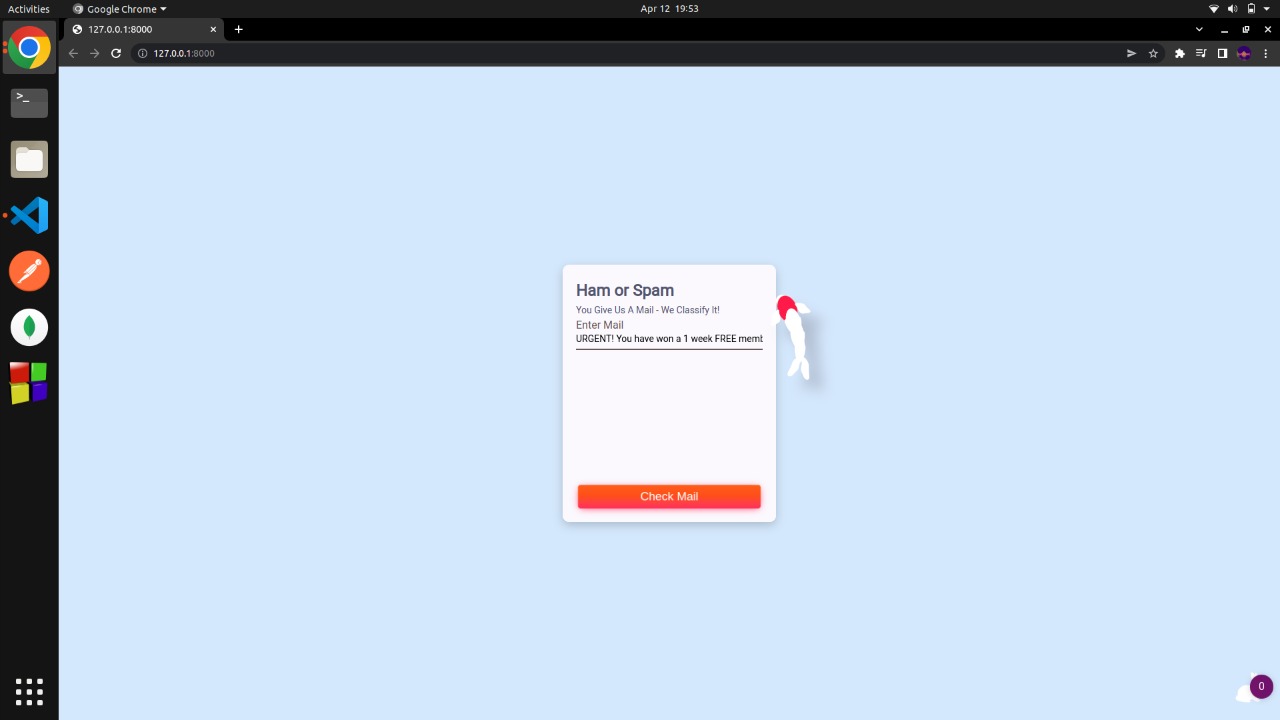 Activities
Google Chrome
Apr 12 19:53
127.0.0.1:8000
127.0.0.1:8000
>_
Ham or Spam
You Give Us A Mail - We Classify It!
Enter Mail
URGENT! You have won a 1 week FREE memb
Check Mail
0